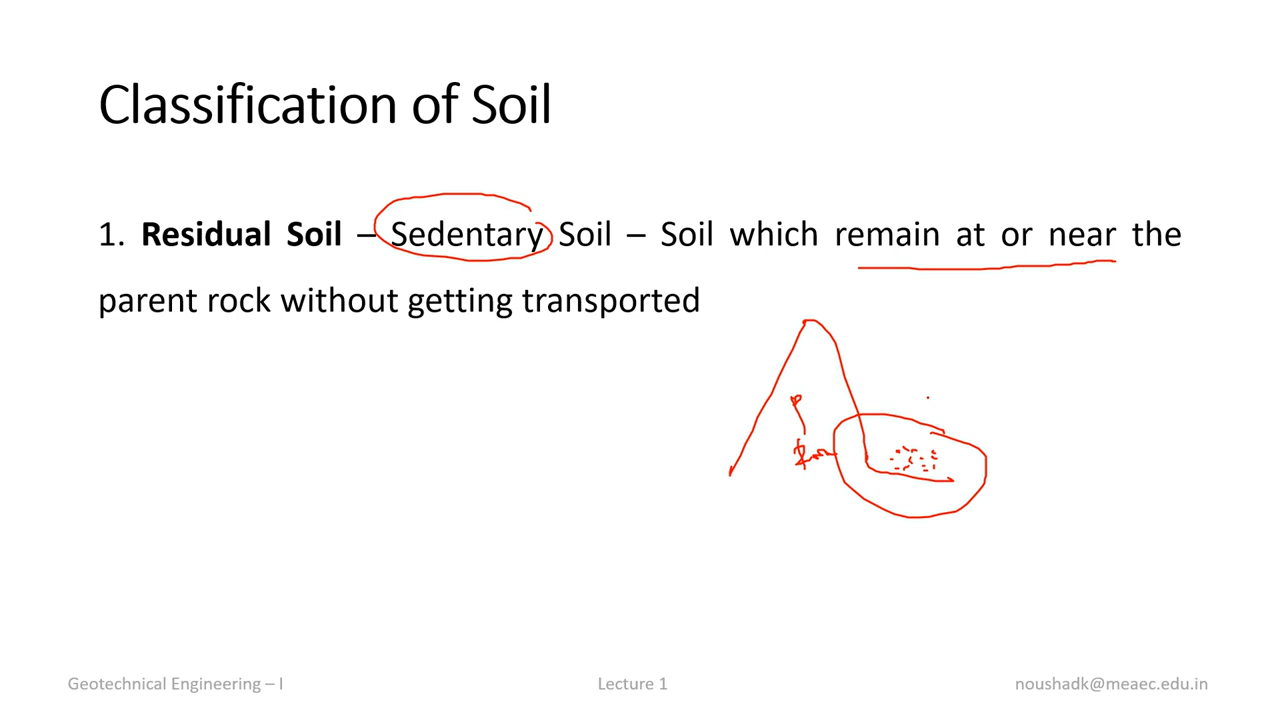 Classification of Soil
1. Residual Soil – Sedentary Soil – Soil which remain at or near the
parent rock without getting transported
Geotechnical Engineering – I
Lecture 1
noushadk@meaec.edu.in